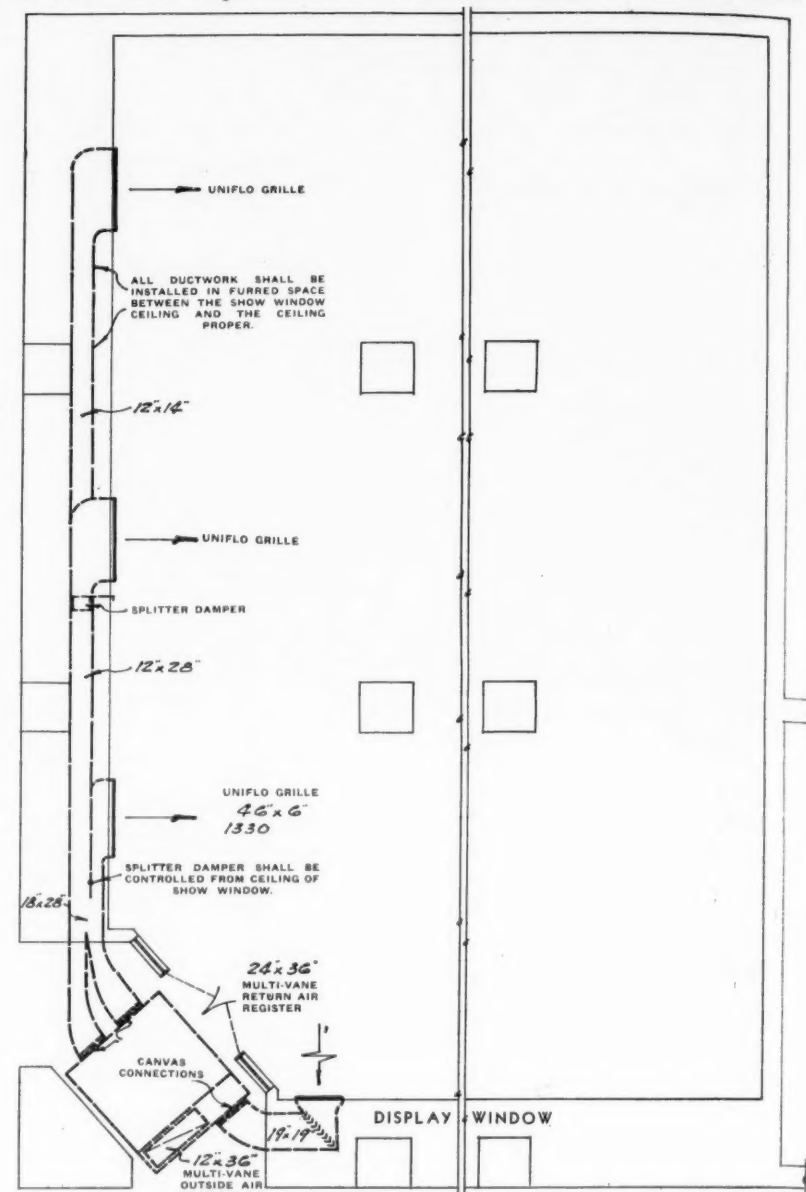 UNIFLO GRILLE
ALL DUCTWORK SHALL BE
INSTALLED IN FURRED SPACE
BETWEEN THE SHOW WINDOW
CEILING AND THE CEILING
PROPER.
12"x14"
UNIFLO GRILLE
SPLITTER DAMPER
12"x28"
UNIFLO GRILLE
46"x6"
1330
SPLITTER DAMPER SHALL BE
CONTROLLED FROM CEILING OF
SHOW WINDOW.
18"x28"
24"x36"
MULTI-VANE
RETURN AIR
REGISTER
CANVAS
CONNECTIONS
DISPLAY WINDOW
19"x19"
12"x36"
MULTI-VANE
OUTSIDE AIR